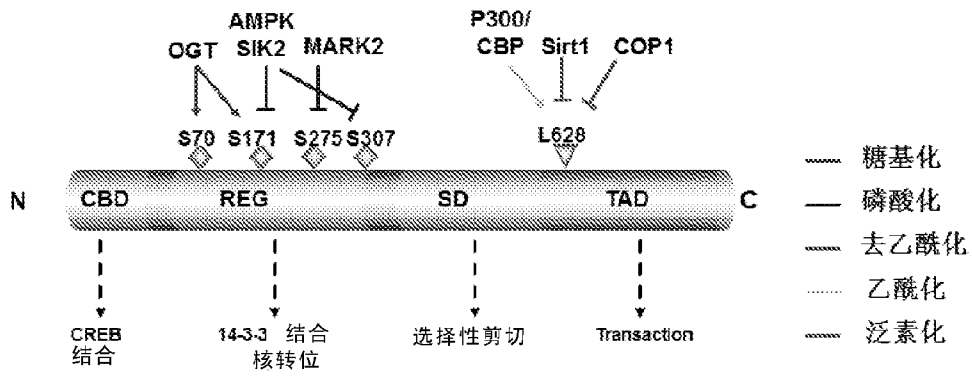 P300/
AMPK
OGT SIK2 MARK2 CBP Sirt1 COP1
S70 S171 S275 S307 L628
N CBD REG SD TAD C
CREB
结合
14-3-3 结合
核转位
选择性剪切
Transaction
糖基化
磷酸化
去乙酰化
乙酰化
泛素化